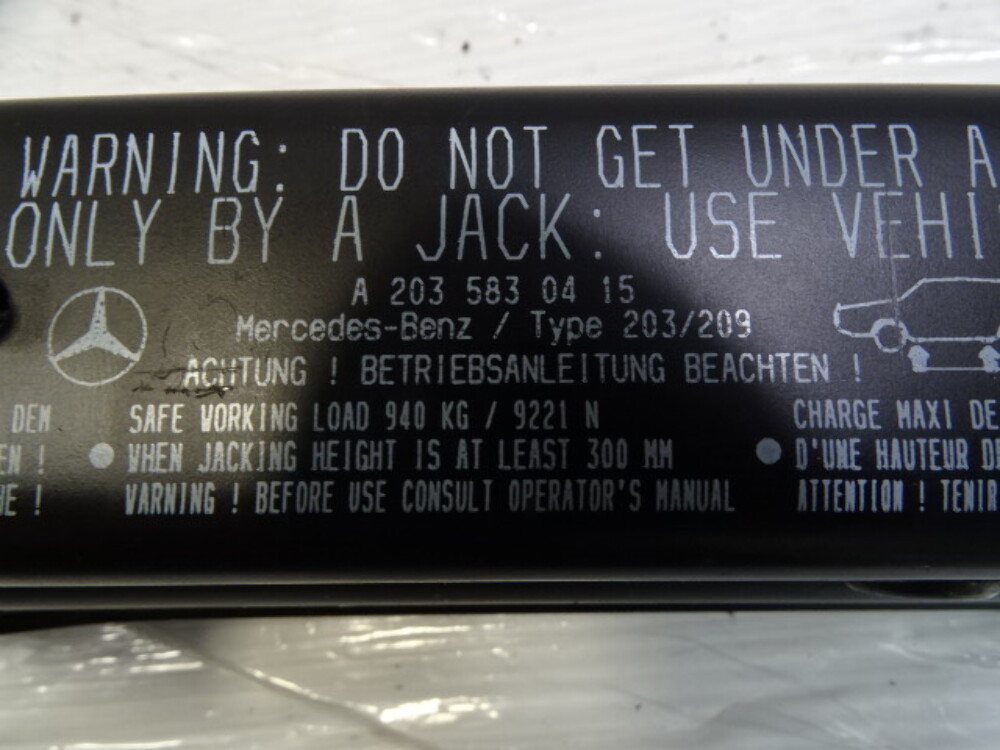 WARNING: DO NOT GET UNDER A
ONLY BY A JACK: USE VEHI
A 203 583 04 15
Mercedes-Benz / Type 203/209
ACHTUNG ! BETRIEBSANLEITUNG BEACHTEN !
DEM SAFE WORKING LOAD 940 KG / 9221 N CHARGE MAXI DE
EN ! ● WHEN JACKING HEIGHT IS AT LEAST 300 MM ● D'UNE HAUTEUR DE
HE ! WARNING ! BEFORE USE CONSULT OPERATOR'S MANUAL ATTENTION ! TENIR